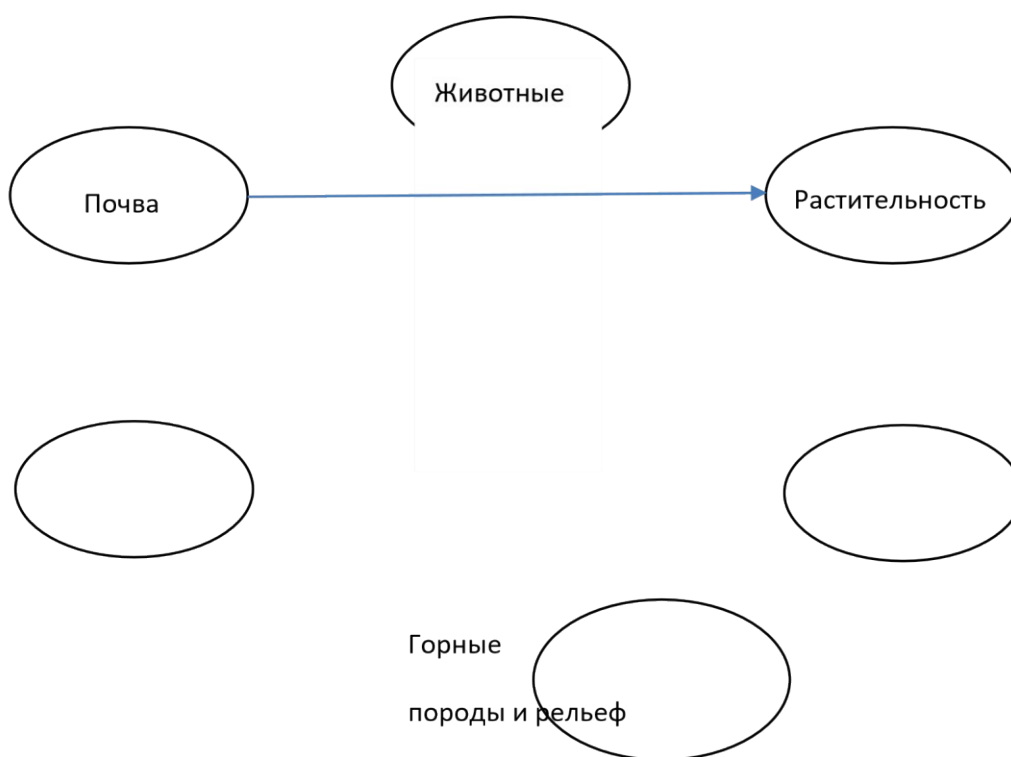 Животные
Почва
Растительность
Горные
породы и рельеф